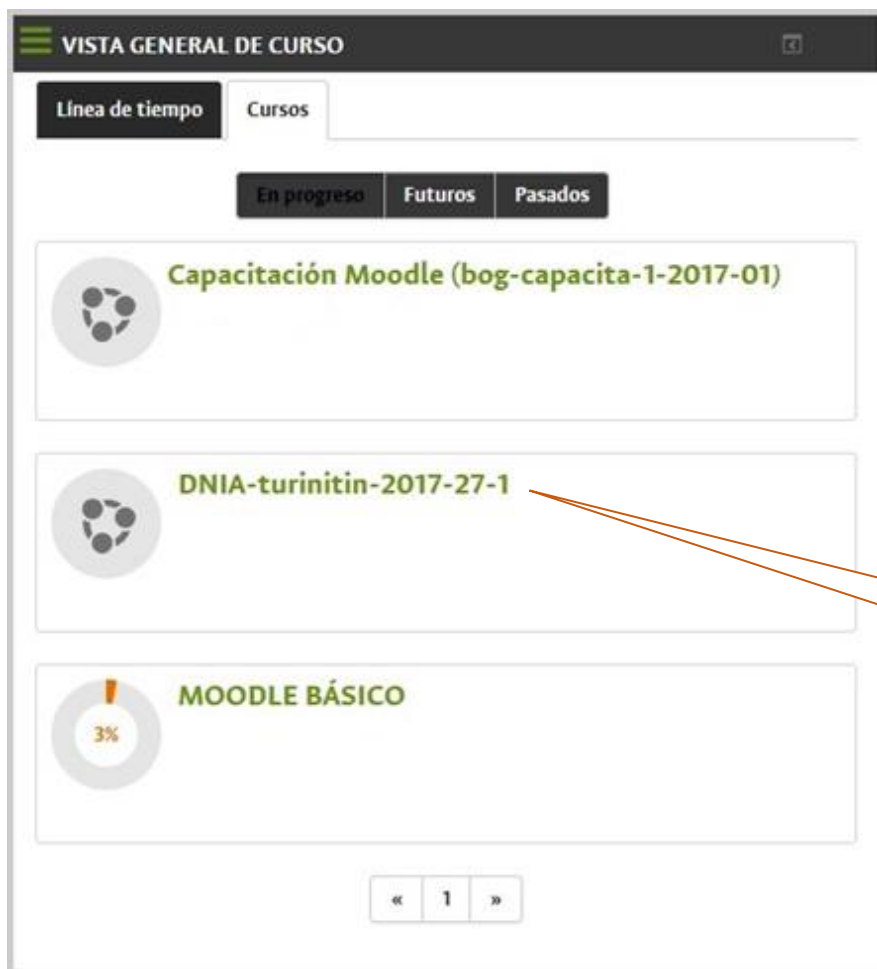 VISTA GENERAL DE CURSO
Línea de tiempo Cursos
En progreso Futuros Pasados
Capacitación Moodle (bog-capacita-1-2017-01)
DNIA-turinitin-2017-27-1
MOODLE BÁSICO
3%
« 1 »